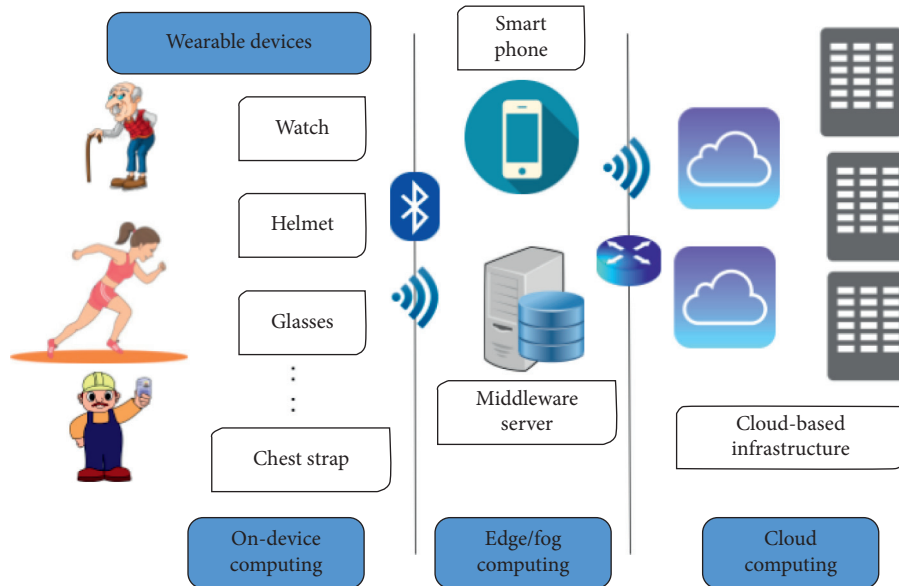 Wearable devices
Watch
Helmet
Glasses
Chest strap
On-device
computing
Smart
phone
Middleware
server
Edge/fog
computing
Cloud-based
infrastructure
Cloud
computing